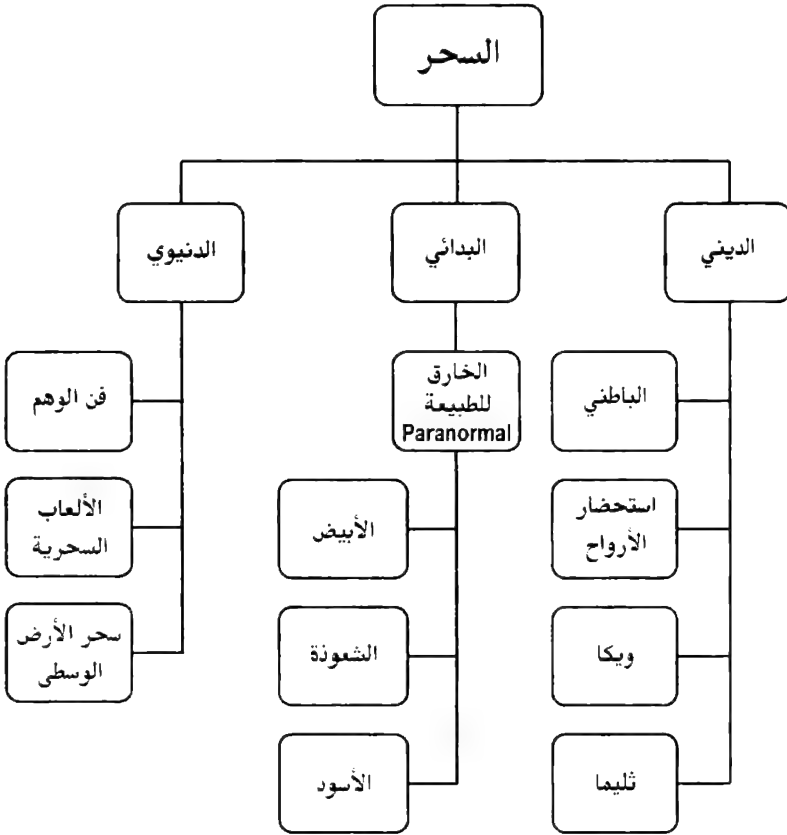 السحر
الديني
البدائي
الدنيوي
الباطني
استحضار
الأرواح
ويكا
ثليما
الخارق
للطبيعة
Paranormal
الأبيض
الشعوذة
الأسود
فن الوهم
الألعاب
السحرية
سحر الأرض
الوسطى